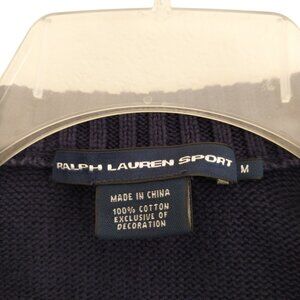 RALPH LAUREN SPORT
M
MADE IN CHINA
100% COTTON
EXCLUSIVE OF
DECORATION